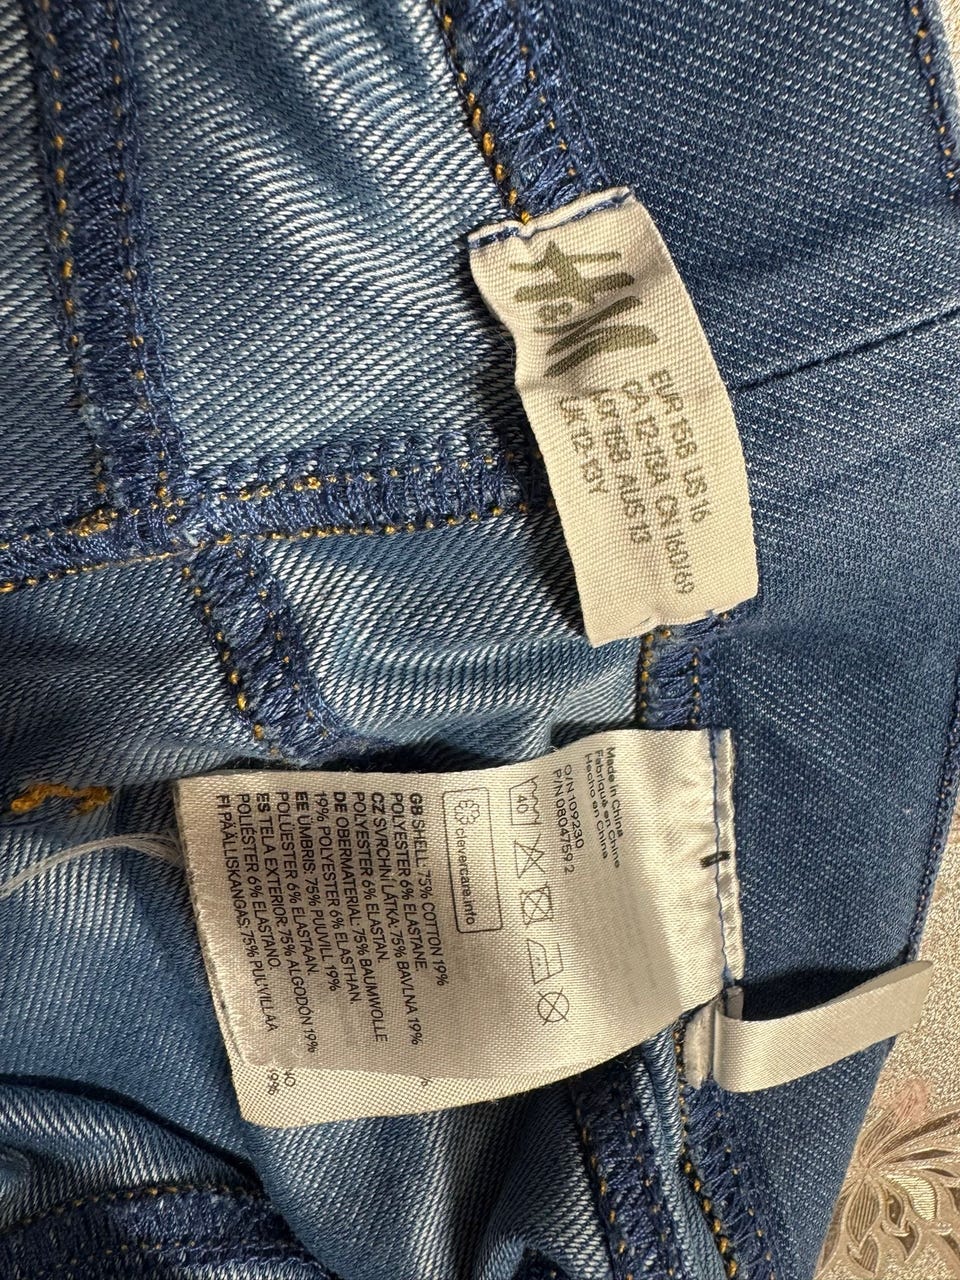 H&M
EUR 158 US 16
CA 12-13A CN 160/69
MX 158 AUS 13
UK 12-13Y
Made in China
Fabriqué en Chine
Hecho en China
O/N 109230
P/N 0804759 2
40
clevercare.info
GB SHELL: 75% COTTON 19%
POLYESTER 6% ELASTANE.
CZ SVRCHNÍ LÁTKA: 75% BAVLNA 19%
POLYESTER 6% ELASTAN.
DE OBERMATERIAL: 75% BAUMWOLLE
19% POLYESTER 6% ELASTHAN.
EE ÜMBRIS: 75% PUUVILL 19%
POLÜESTER 6% ELASTAAN.
ES TELA EXTERIOR: 75% ALGODÓN 19%
POLIÉSTER 6% ELASTANO.
FI PÄÄLLISKANGAS: 75% PUUVILLAA